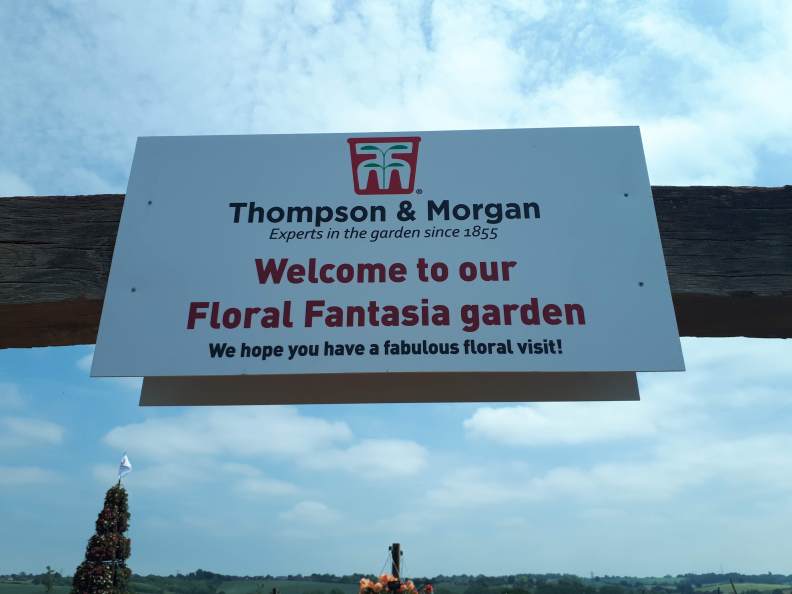 ®
Thompson & Morgan
Experts in the garden since 1855
Welcome to our
Floral Fantasia garden
We hope you have a fabulous floral visit!